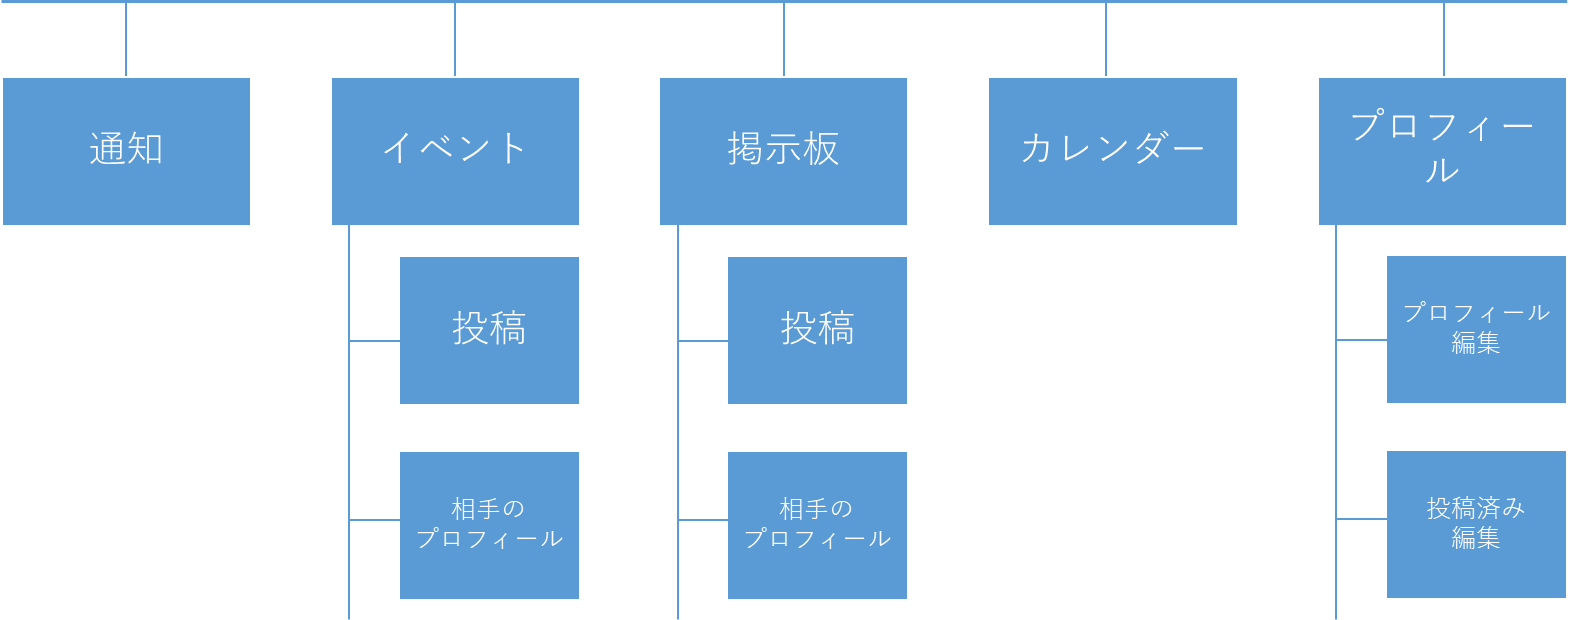 通知
イベント
掲示板
カレンダー
プロフィー
ル
投稿
投稿
プロフィール
編集
相手の
プロフィール
相手の
プロフィール
投稿済み
編集